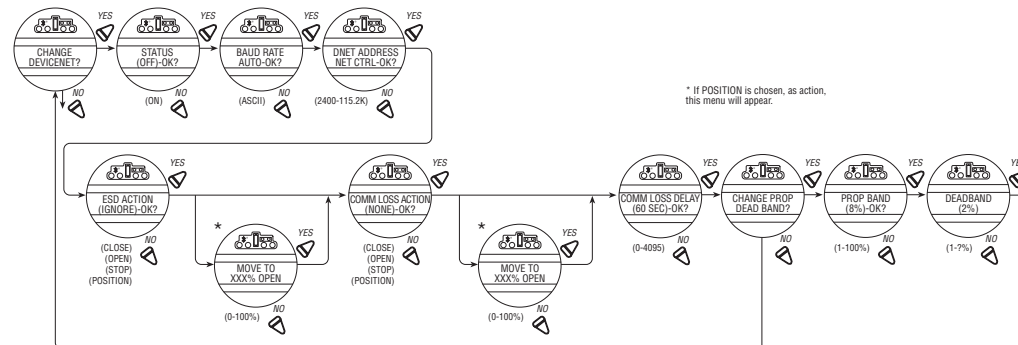 YES
YES
YES
YES
CHANGE
DEVICENET?
STATUS
(OFF)-OK?
BAUD RATE
AUTO-OK?
DNET ADDRESS
NET CTRL-OK?
NO
NO
NO
NO
(ON)
(ASCII)
(2400-115.2K)
* If POSITION is chosen, as action,
this menu will appear.
YES
YES
YES
YES
YES
ESD ACTION
(IGNORE)-OK?
COMM LOSS ACTION
(NONE)-OK?
COMM LOSS DELAY
(60 SEC)-OK?
CHANGE PROP
DEAD BAND?
PROP BAND
(8%)-OK?
DEADBAND
(2%)
NO
NO
NO
NO
NO
NO
(CLOSE)
(OPEN)
(STOP)
(POSITION)
*
YES
MOVE TO
XXX% OPEN
NO
(0-100%)
(CLOSE)
(OPEN)
(STOP)
(POSITION)
*
YES
MOVE TO
XXX% OPEN
NO
(0-100%)
(0-4095)
(1-100%)
(1-?%)